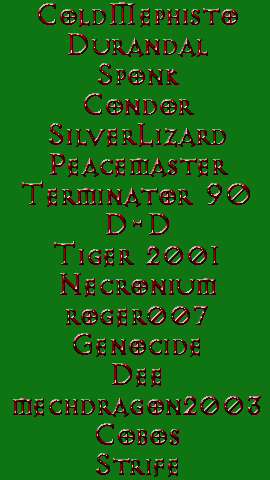 ColdMephisto
Durandal
Sponk
Condor
SilverLizard
Peacemaster
Terminator 90
D-D
Tiger 2001
Necronium
roger007
Genocide
Dee
mechdragon2003
Cobos
Strife